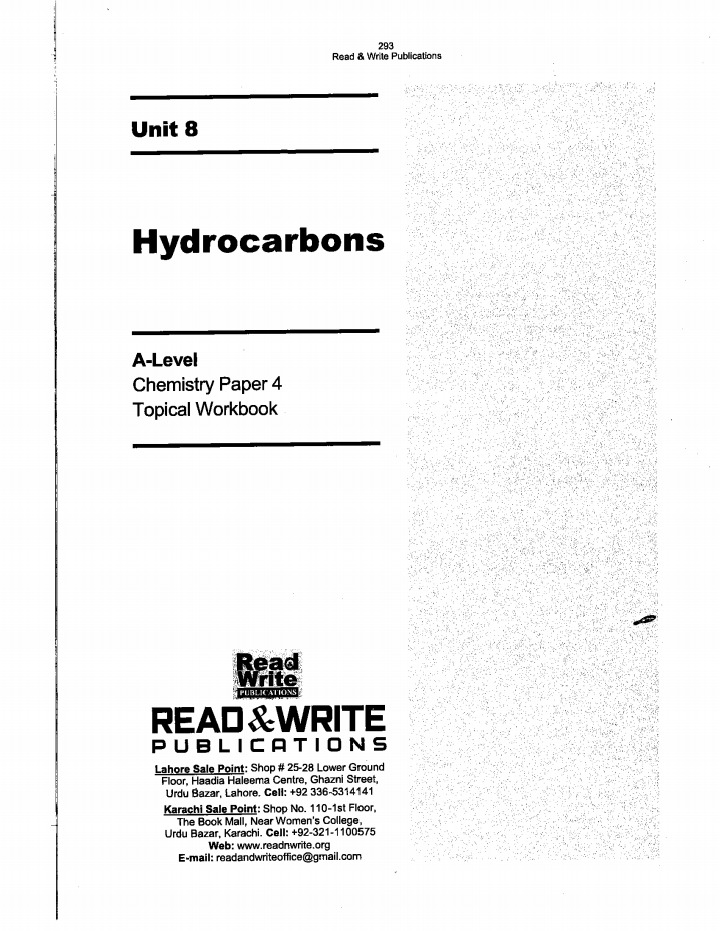 293
Read & Write Publications
Unit 8
Hydrocarbons
A-Level
Chemistry Paper 4
Topical Workbook
Read
Write
PUBLICATIONS
READ & WRITE
PUBLICATIONS
Lahore Sale Point: Shop # 25-28 Lower Ground
Floor, Haadia Haleema Centre, Ghazni Street,
Urdu Bazar, Lahore. Cell: +92 336-5314141
Karachi Sale Point: Shop No. 110-1st Floor,
The Book Mall, Near Women's College,
Urdu Bazar, Karachi. Cell: +92-321-1100575
Web: www.readnwrite.org
E-mail: readandwriteoffice@gmail.com